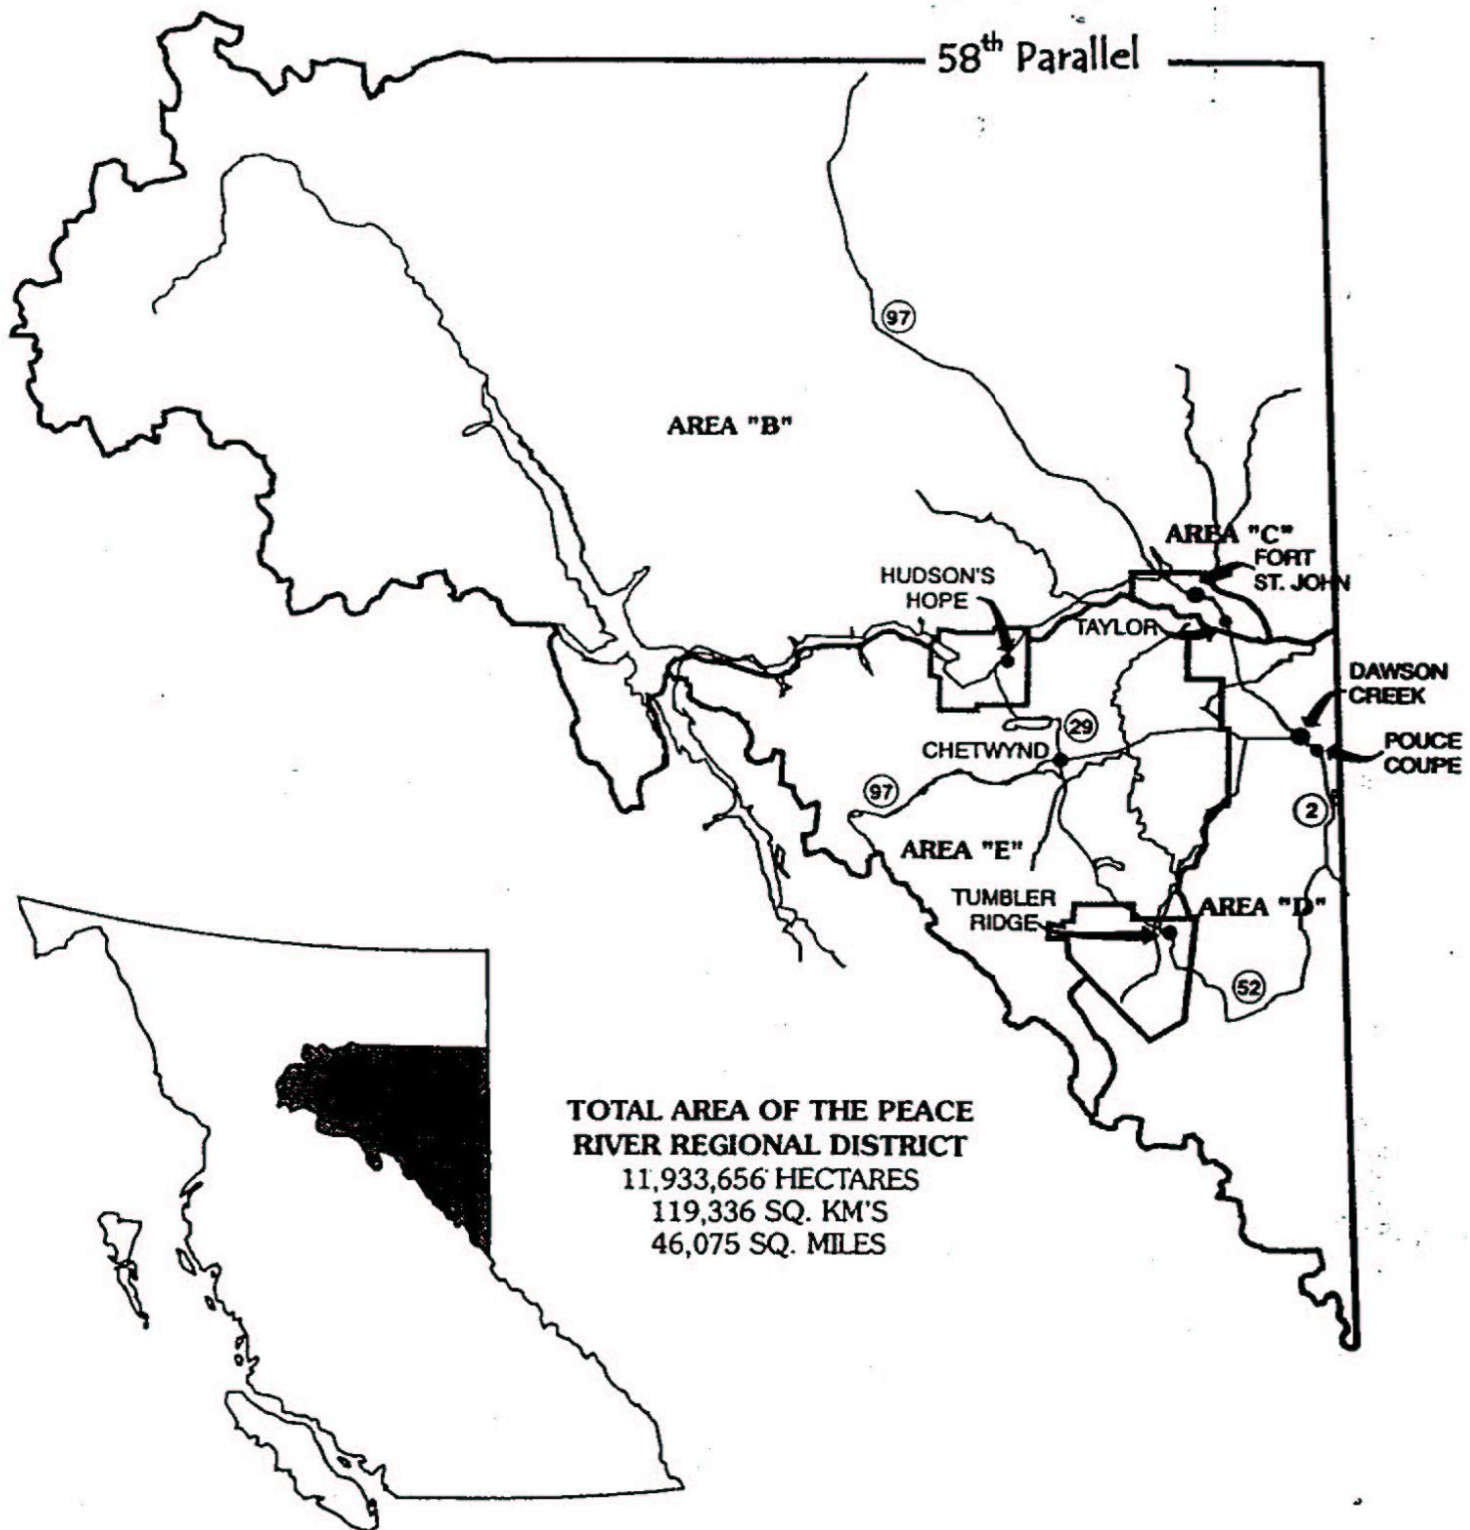 58th Parallel
97
AREA "B"
AREA "C"
FORT
ST. JOHN
HUDSON'S
HOPE
TAYLOR
DAWSON
CREEK
29
CHETWYND
POUCE
COUPE
97
2
AREA "E"
TUMBLER
RIDGE
AREA "D"
52
TOTAL AREA OF THE PEACE
RIVER REGIONAL DISTRICT
11,933,656 HECTARES
119,336 SQ. KM'S
46,075 SQ. MILES